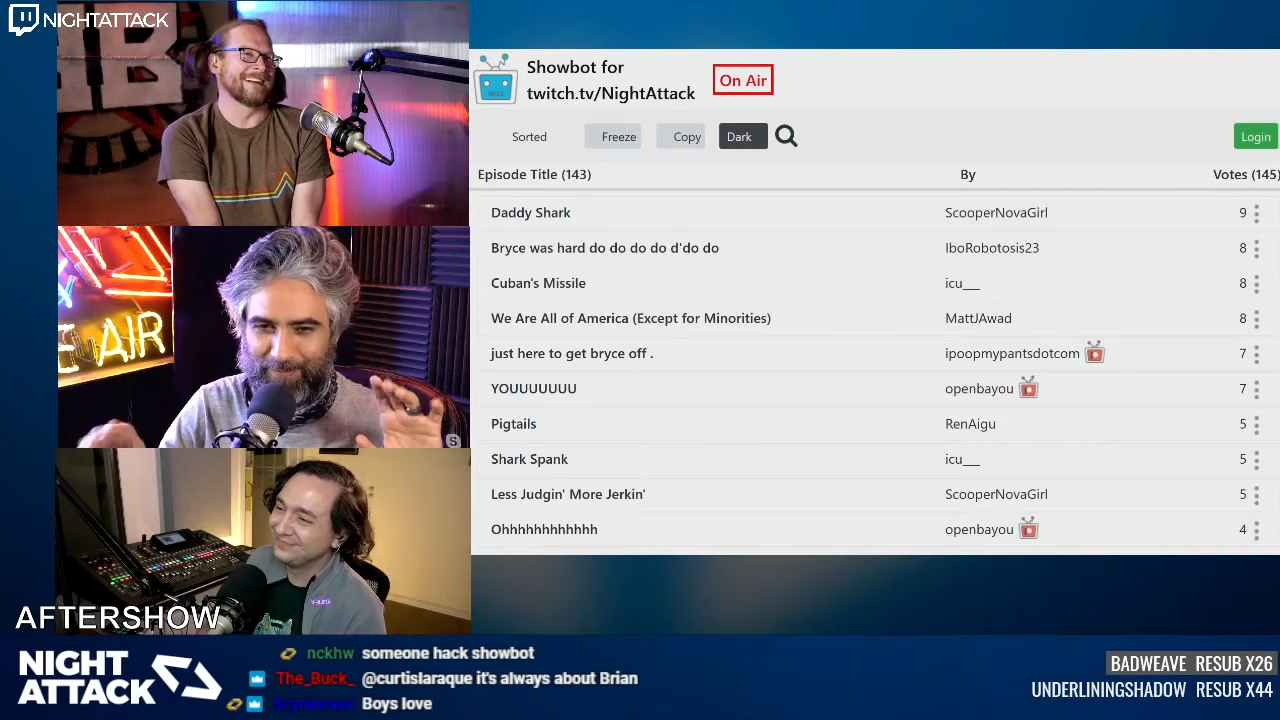 NIGHTATTACK
Showbot for
twitch.tv/NightAttack
On Air
Sorted Freeze Copy Dark Login
Episode Title (143) By Votes (145)
Daddy Shark ScooperNovaGirl 9
Bryce was hard do do do do d'do do IboRobotosis23 8
Cuban's Missile icu___ 8
We Are All of America (Except for Minorities) MattJAwad 8
just here to get bryce off . ipoopmypantsdotcom 7
YOUUUUUUU openbayou 7
Pigtails RenAigu 5
Shark Spank icu___ 5
Less Judgin' More Jerkin' ScooperNovaGirl 5
Ohhhhhhhhhhhh openbayou 4
E AIR
S
AFTERSHOW
NIGHT
ATTACK
nckhw someone hack showbot
The_Buck_ @curtislaraque it's always about Brian
Boys love
BADWEAVE RESUB X26
UNDERLININGSHADOW RESUB X44